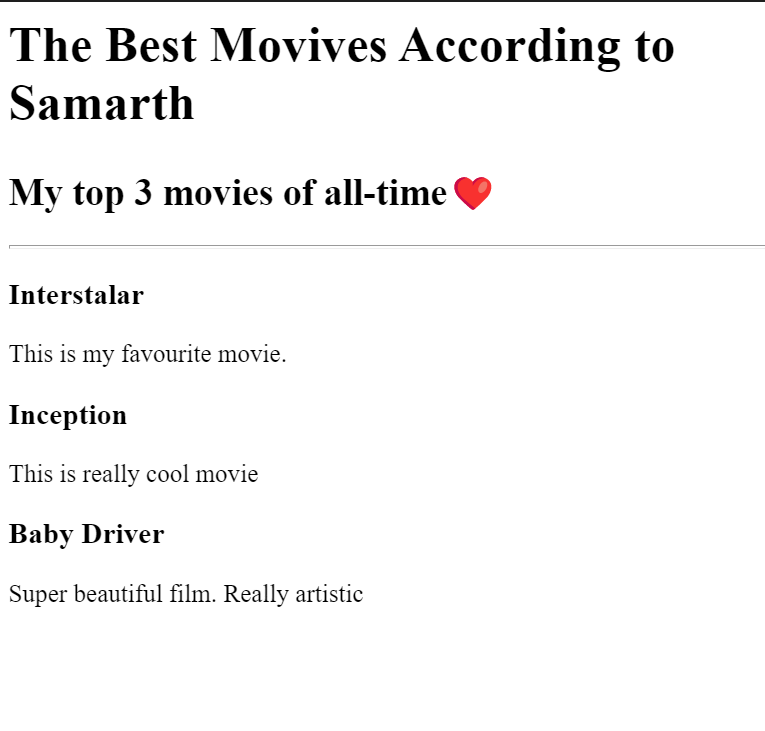 The Best Movives According to
Samarth
My top 3 movies of all-time ❤️
Interstalar
This is my favourite movie.
Inception
This is really cool movie
Baby Driver
Super beautiful film. Really artistic